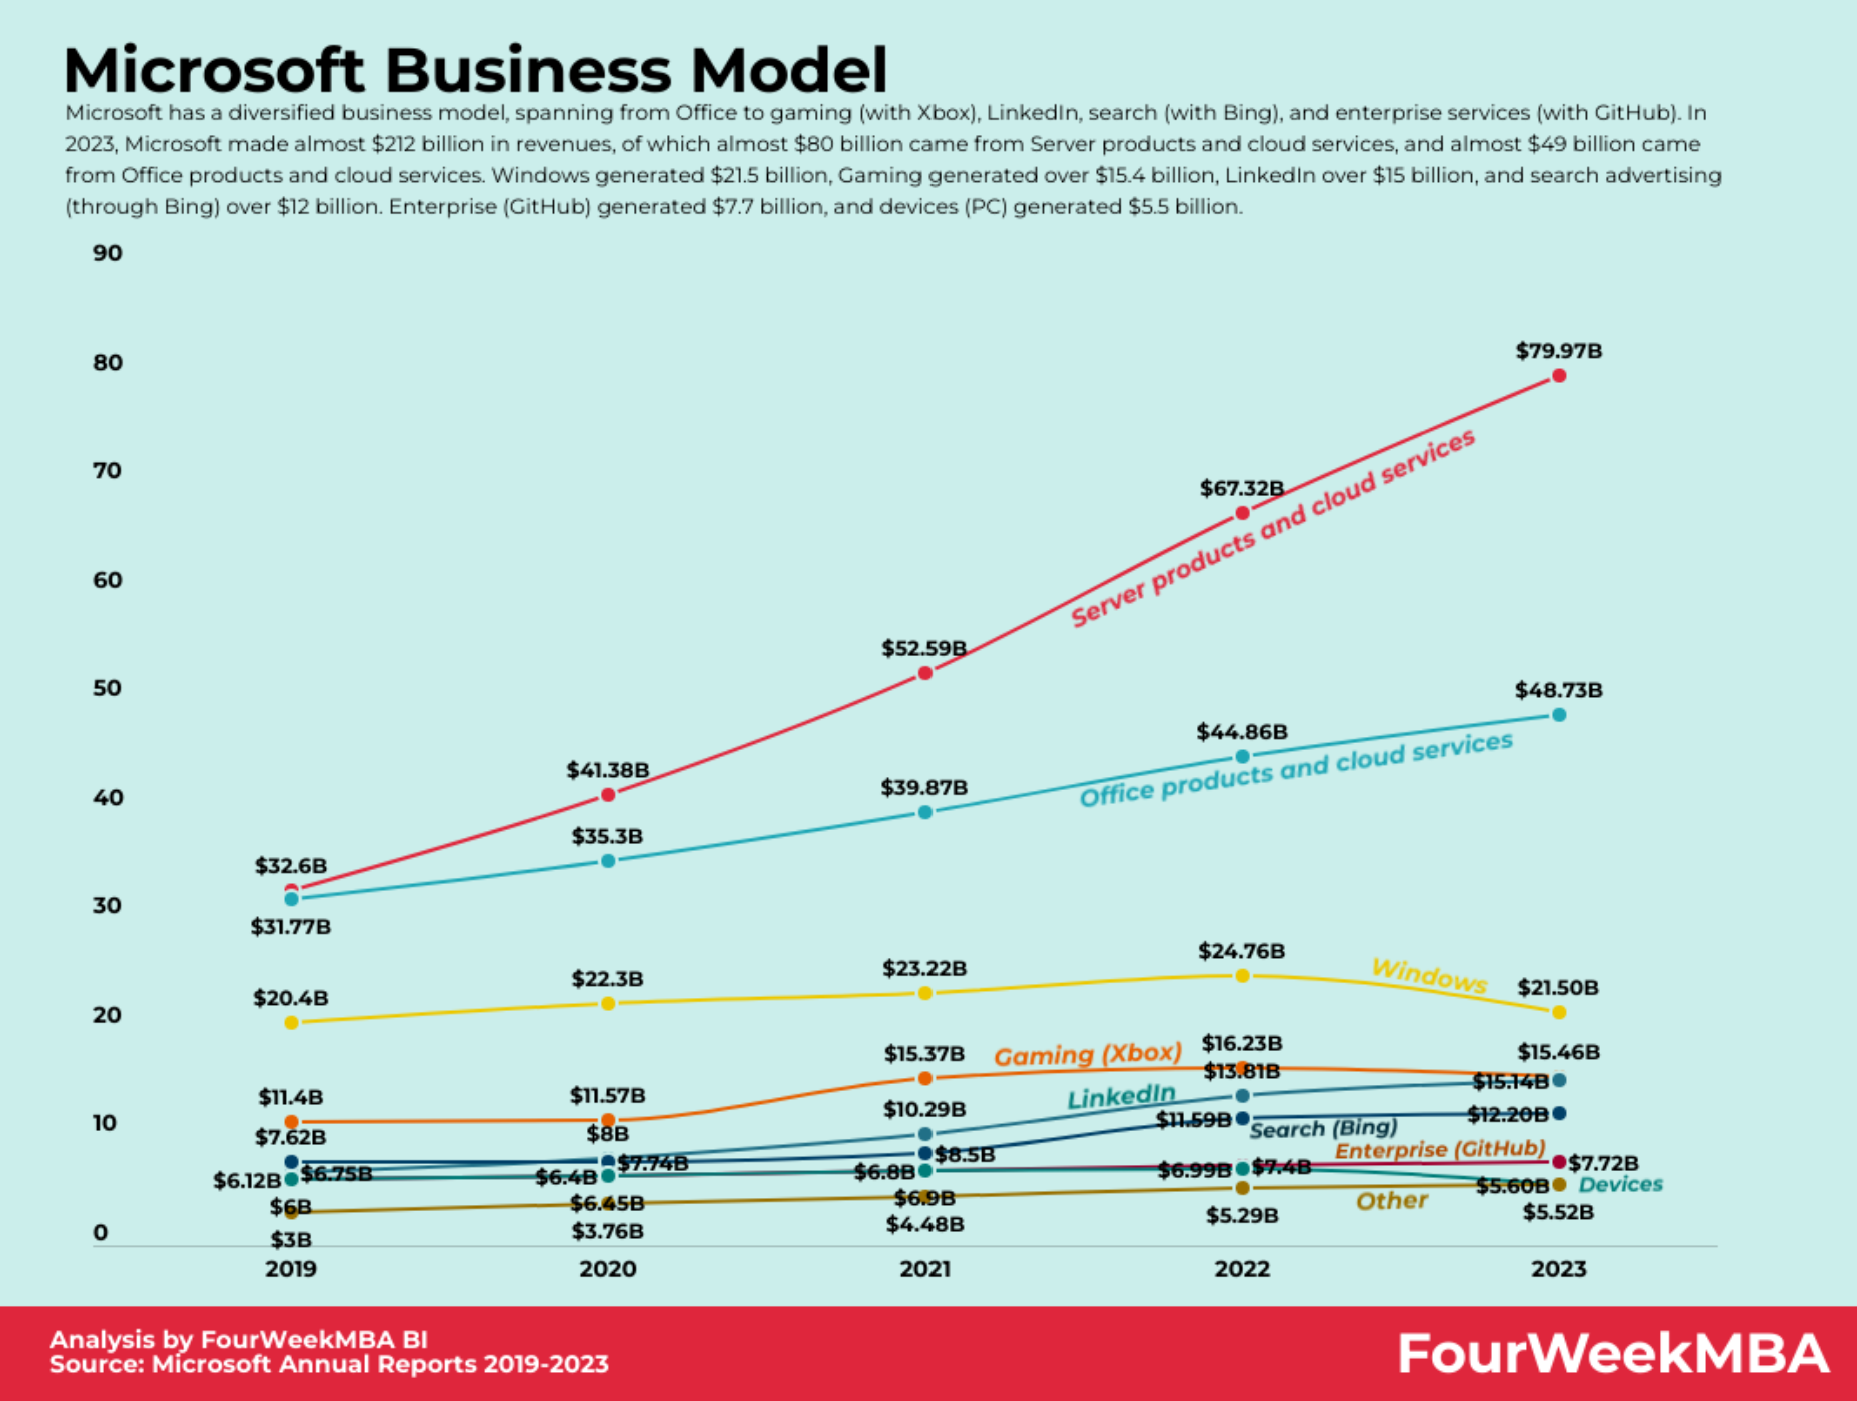 Microsoft Business Model
Microsoft has a diversified business model, spanning from Office to gaming (with Xbox), LinkedIn, search (with Bing), and enterprise services (with GitHub). In
2023, Microsoft made almost $212 billion in revenues, of which almost $80 billion came from Server products and cloud services, and almost $49 billion came
from Office products and cloud services. Windows generated $21.5 billion, Gaming generated over $15.4 billion, LinkedIn over $15 billion, and search advertising
(through Bing) over $12 billion. Enterprise (GitHub) generated $7.7 billion, and devices (PC) generated $5.5 billion.
90
80
70
60
50
40
30
20
10
0
$32.6B
$41.38B
$52.59B
$67.32B
$79.97B
Server products and cloud services
$31.77B
$35.3B
$39.87B
$44.86B
$48.73B
Office products and cloud services
$20.4B
$22.3B
$23.22B
$24.76B
Windows
$21.50B
$11.4B
$11.57B
$15.37B
Gaming (Xbox)
$16.23B
$15.46B
$7.62B
$8B
$10.29B
LinkedIn
$13.81B
$15.14B
$6.75B
$7.74B
$8.5B
$11.59B
Search (Bing)
$12.20B
$6.12B
$6.4B
$6.8B
$6.99B
$7.4B
Enterprise (GitHub)
$7.72B
$6B
$6.45B
$6.9B
$5.60B
Devices
$3B
$3.76B
$4.48B
$5.29B
Other
$5.52B
2019
2020
2021
2022
2023
Analysis by FourWeekMBA BI
Source: Microsoft Annual Reports 2019-2023
FourWeekMBA